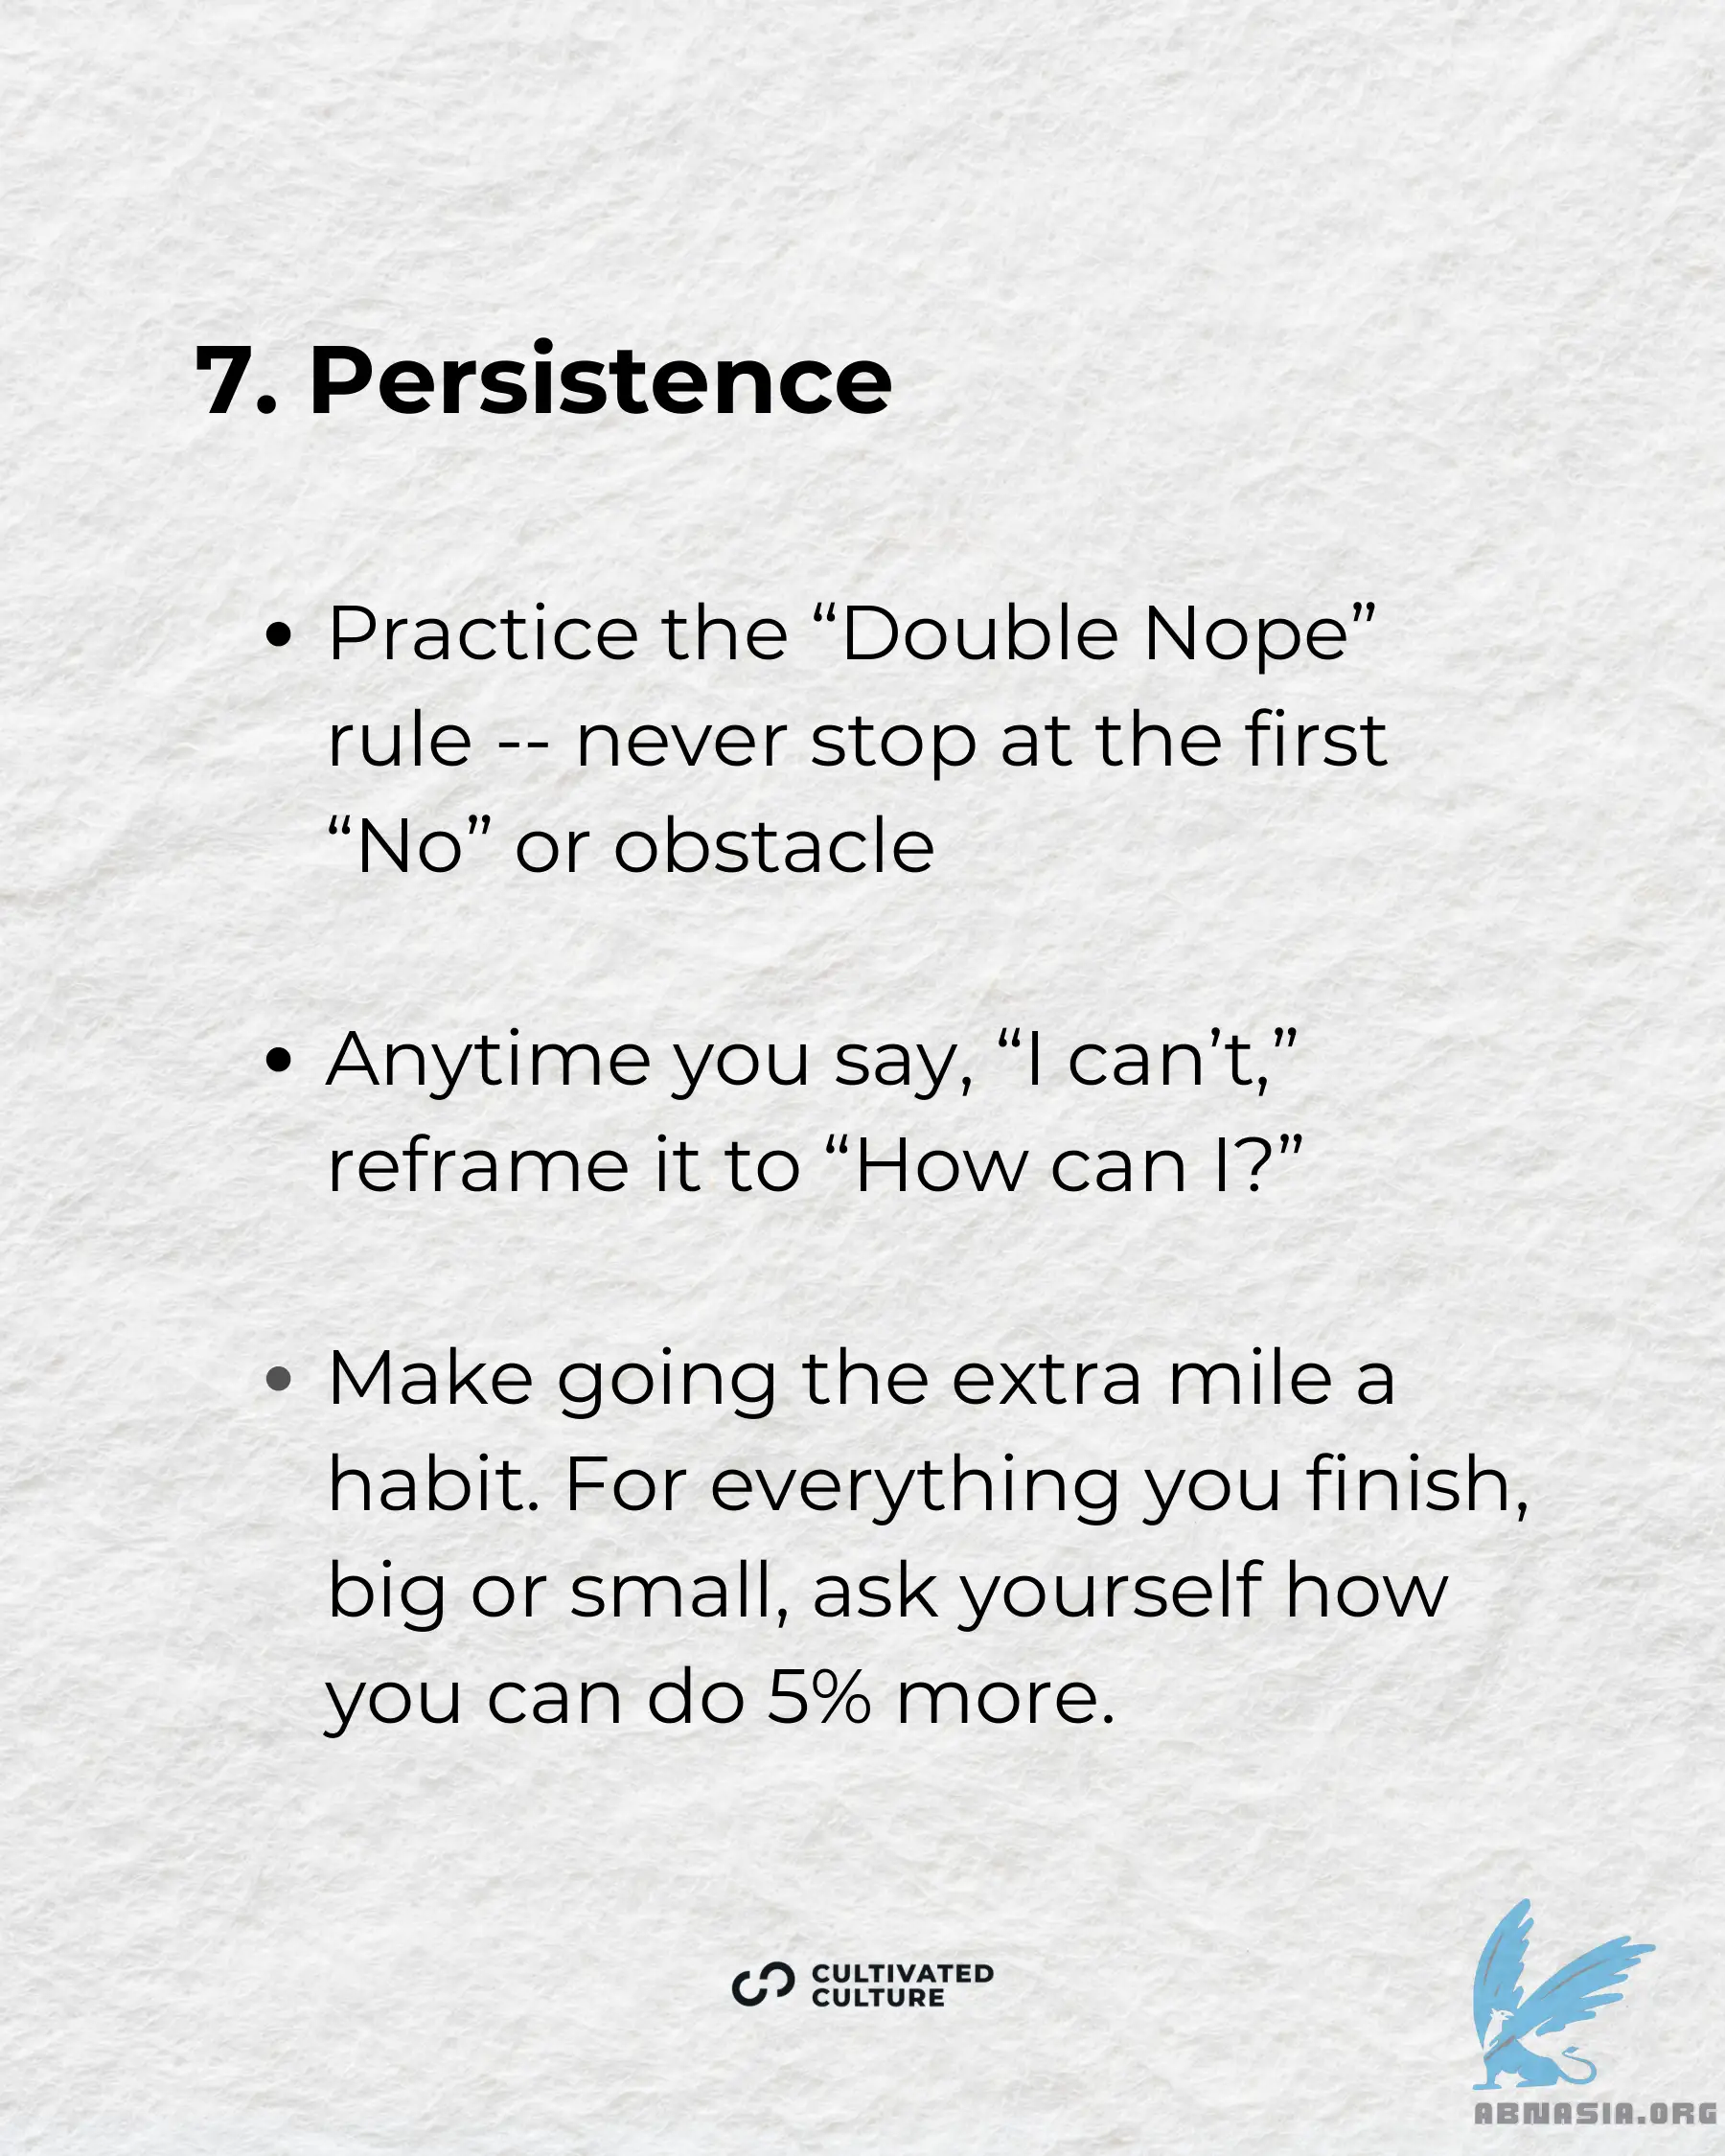 7. Persistence
• Practice the “Double Nope”
rule -- never stop at the first
“No” or obstacle
• Anytime you say, “I can’t,”
reframe it to “How can I?”
• Make going the extra mile a
habit. For everything you finish,
big or small, ask yourself how
you can do 5% more.
CULTIVATED
CULTURE
ABNASIA.ORG